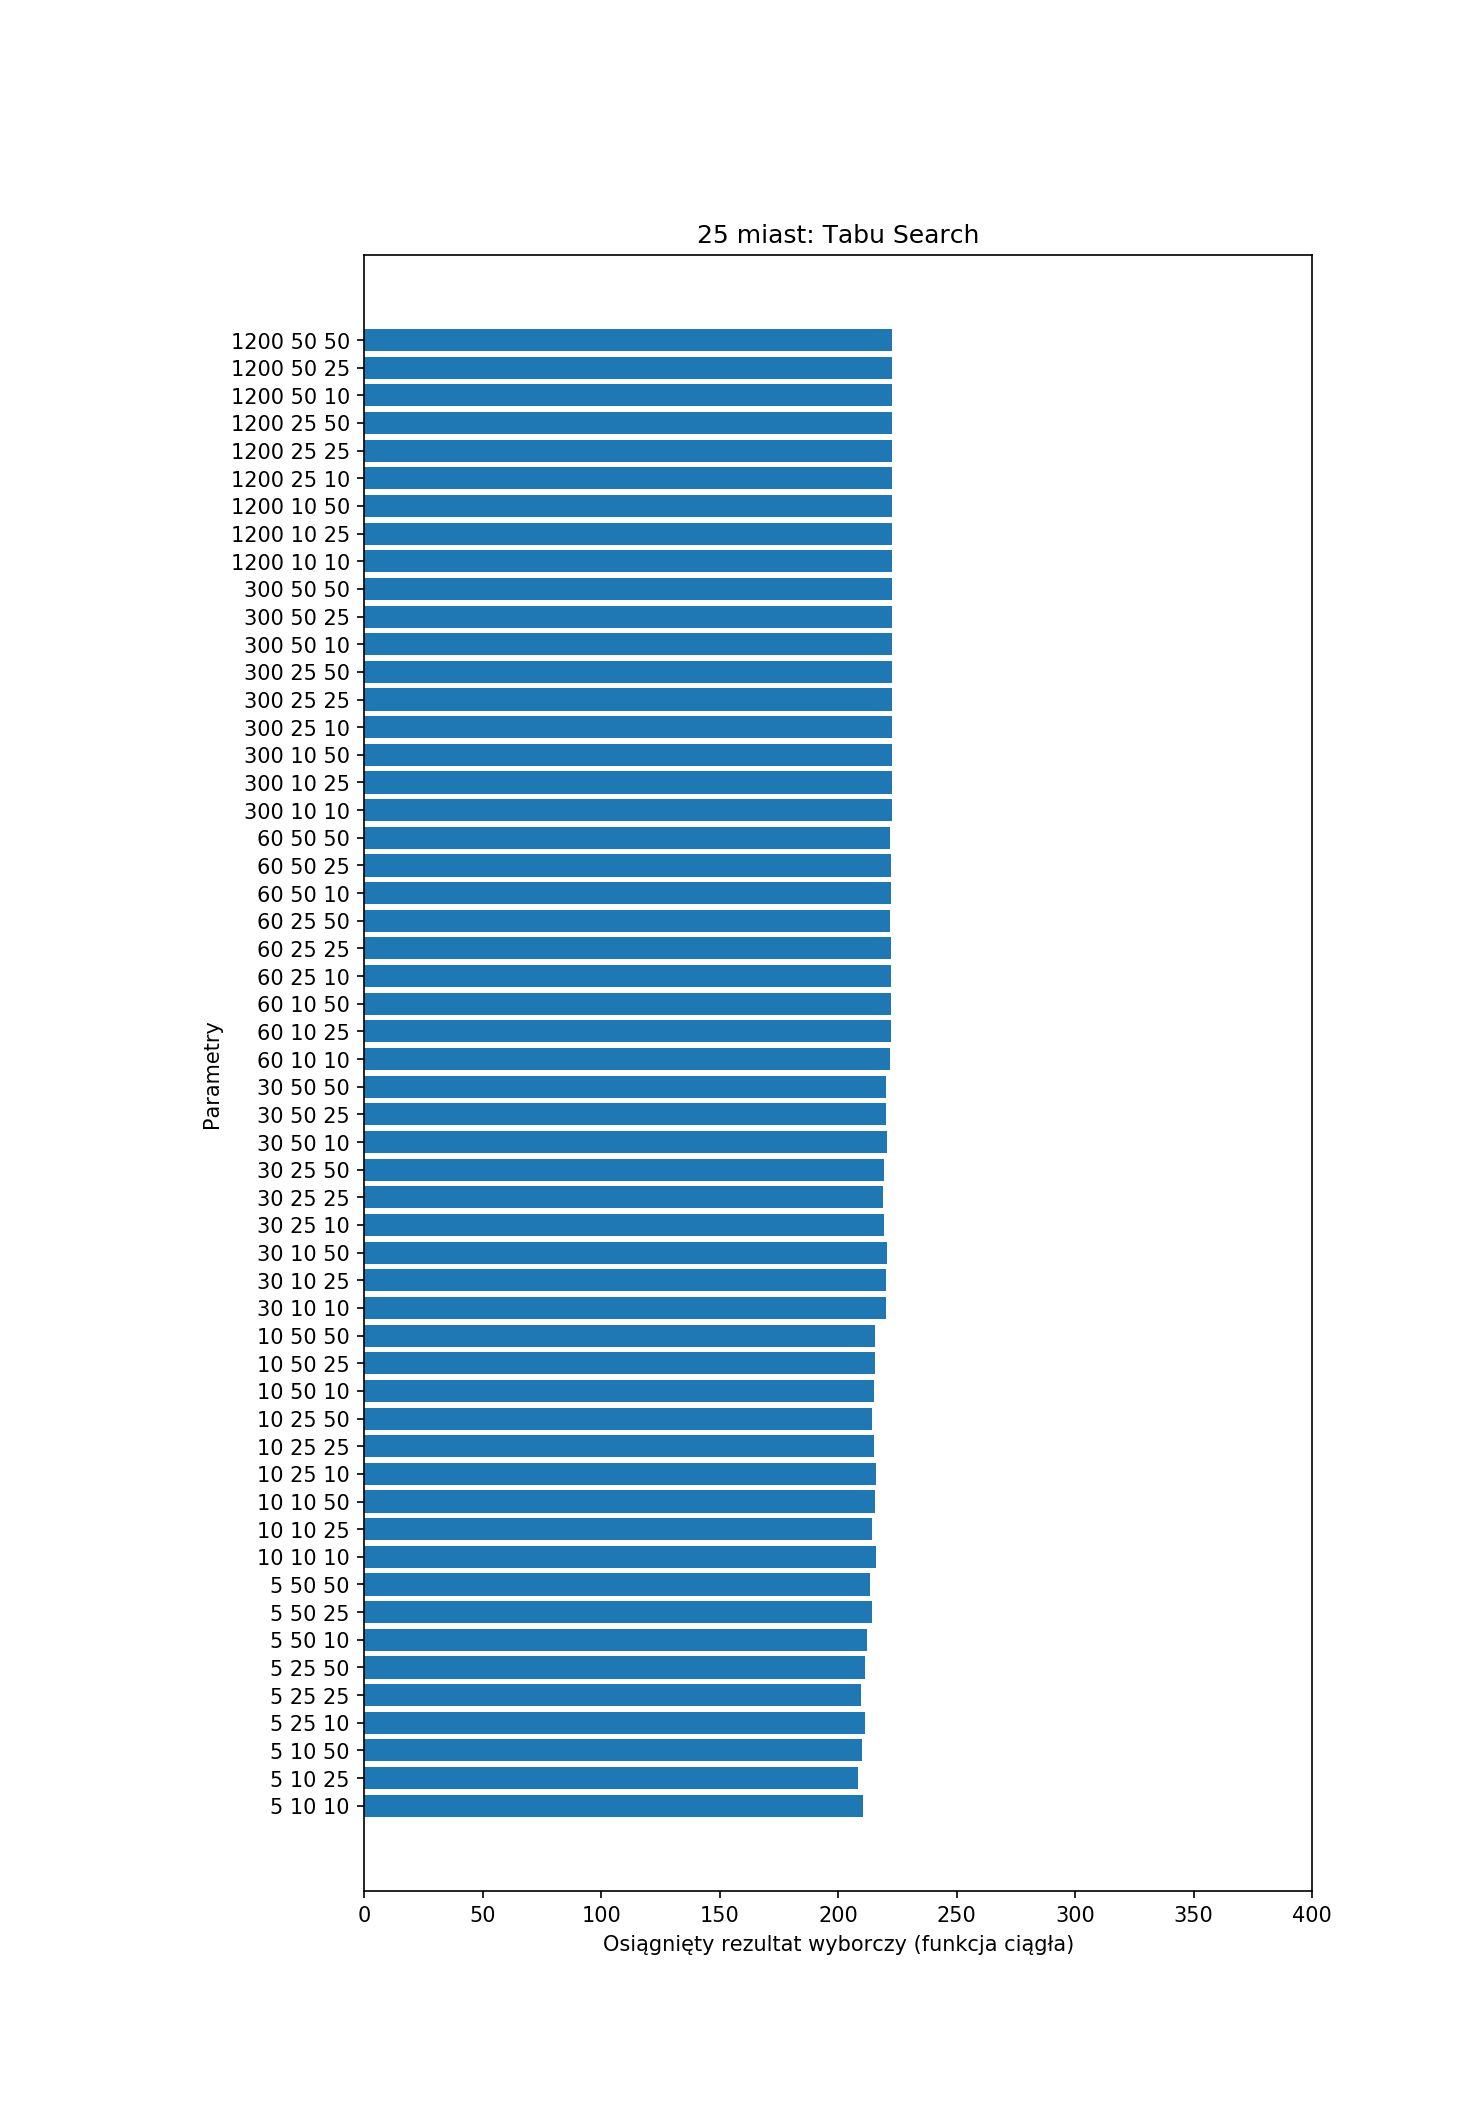 25 miast: Tabu Search
1200 50 50
1200 50 25
1200 50 10
1200 25 50
1200 25 25
1200 25 10
1200 10 50
1200 10 25
1200 10 10
300 50 50
300 50 25
300 50 10
300 25 50
300 25 25
300 25 10
300 10 50
300 10 25
300 10 10
60 50 50
60 50 25
60 50 10
60 25 50
60 25 25
60 25 10
60 10 50
60 10 25
60 10 10
30 50 50
30 50 25
30 50 10
30 25 50
30 25 25
30 25 10
30 10 50
30 10 25
30 10 10
10 50 50
10 50 25
10 50 10
10 25 50
10 25 25
10 25 10
10 10 50
10 10 25
10 10 10
5 50 50
5 50 25
5 50 10
5 25 50
5 25 25
5 25 10
5 10 50
5 10 25
5 10 10
Parametry
0 50 100 150 200 250 300 350 400
Osiągnięty rezultat wyborczy (funkcja ciągła)